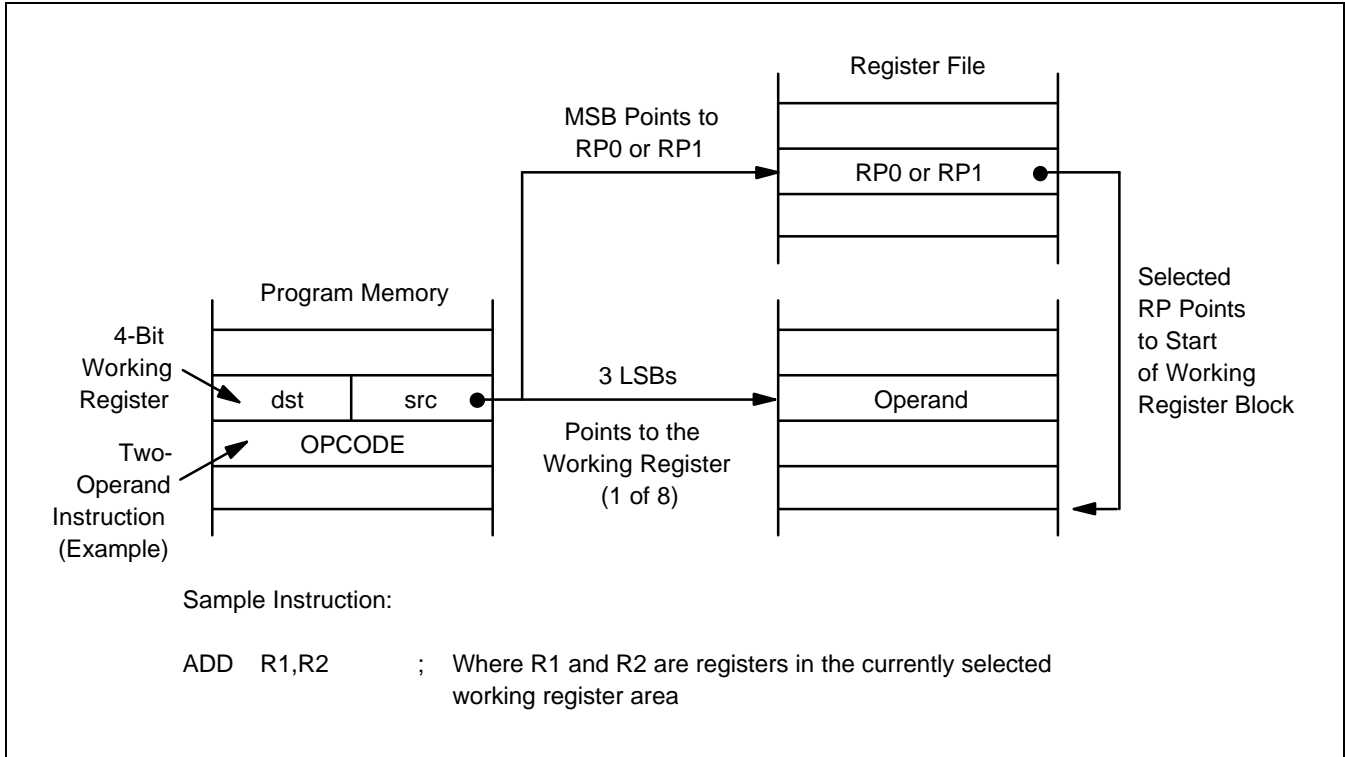 Register File
MSB Points to
RP0 or RP1
RP0 or RP1
Selected
RP Points
to Start
of Working
Register Block
Program Memory
4-Bit
Working
Register
dst
src
3 LSBs
Operand
OPCODE
Points to the
Working Register
(1 of 8)
Two-
Operand
Instruction
(Example)
Sample Instruction:
ADD R1,R2 ; Where R1 and R2 are registers in the currently selected
working register area